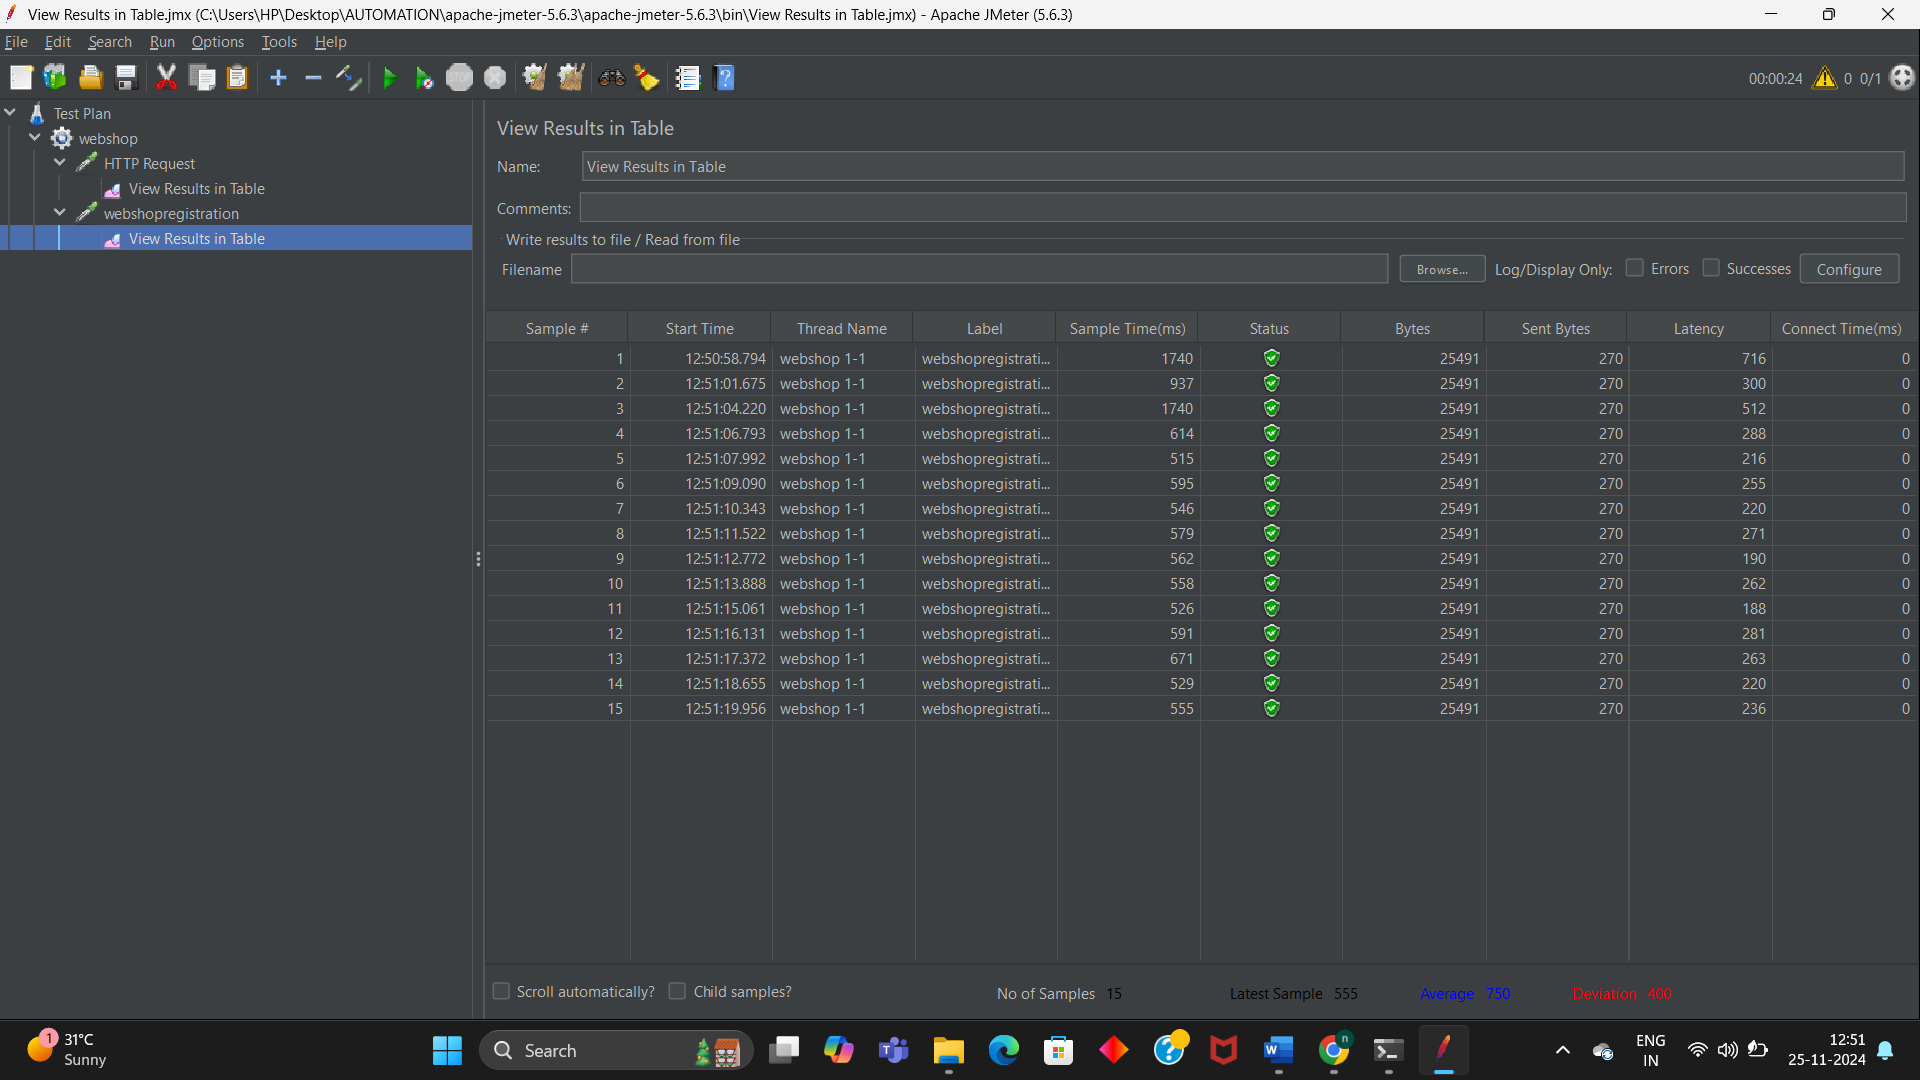 View Results in Table.jmx (C:\Users\HP\Desktop\AUTOMATION\apache-jmeter-5.6.3\apache-jmeter-5.6.3\bin\View Results in Table.jmx) - Apache JMeter (5.6.3)
File Edit Search Run Options Tools Help
STOP 00:00:24 0 0/1
Test Plan
webshop
HTTP Request
View Results in Table
webshopregistration
View Results in Table
View Results in Table
Name: View Results in Table
Comments:
Write results to file / Read from file
Filename Browse... Log/Display Only: Errors Successes Configure
Sample # Start Time Thread Name Label Sample Time(ms) Status Bytes Sent Bytes Latency Connect Time(ms)
1 12:50:58.794 webshop 1-1 webshopregistrati... 1740 25491 270 716 0
2 12:51:01.675 webshop 1-1 webshopregistrati... 937 25491 270 300 0
3 12:51:04.220 webshop 1-1 webshopregistrati... 1740 25491 270 512 0
4 12:51:06.793 webshop 1-1 webshopregistrati... 614 25491 270 288 0
5 12:51:07.992 webshop 1-1 webshopregistrati... 515 25491 270 216 0
6 12:51:09.090 webshop 1-1 webshopregistrati... 595 25491 270 255 0
7 12:51:10.343 webshop 1-1 webshopregistrati... 546 25491 270 220 0
8 12:51:11.522 webshop 1-1 webshopregistrati... 579 25491 270 271 0
9 12:51:12.772 webshop 1-1 webshopregistrati... 562 25491 270 190 0
10 12:51:13.888 webshop 1-1 webshopregistrati... 558 25491 270 262 0
11 12:51:15.061 webshop 1-1 webshopregistrati... 526 25491 270 188 0
12 12:51:16.131 webshop 1-1 webshopregistrati... 591 25491 270 281 0
13 12:51:17.372 webshop 1-1 webshopregistrati... 671 25491 270 263 0
14 12:51:18.655 webshop 1-1 webshopregistrati... 529 25491 270 220 0
15 12:51:19.956 webshop 1-1 webshopregistrati... 555 25491 270 236 0
Scroll automatically? Child samples? No of Samples 15 Latest Sample 555 Average 750 Deviation 400
1 31°C
Sunny
Search
ENG
IN
12:51
25-11-2024